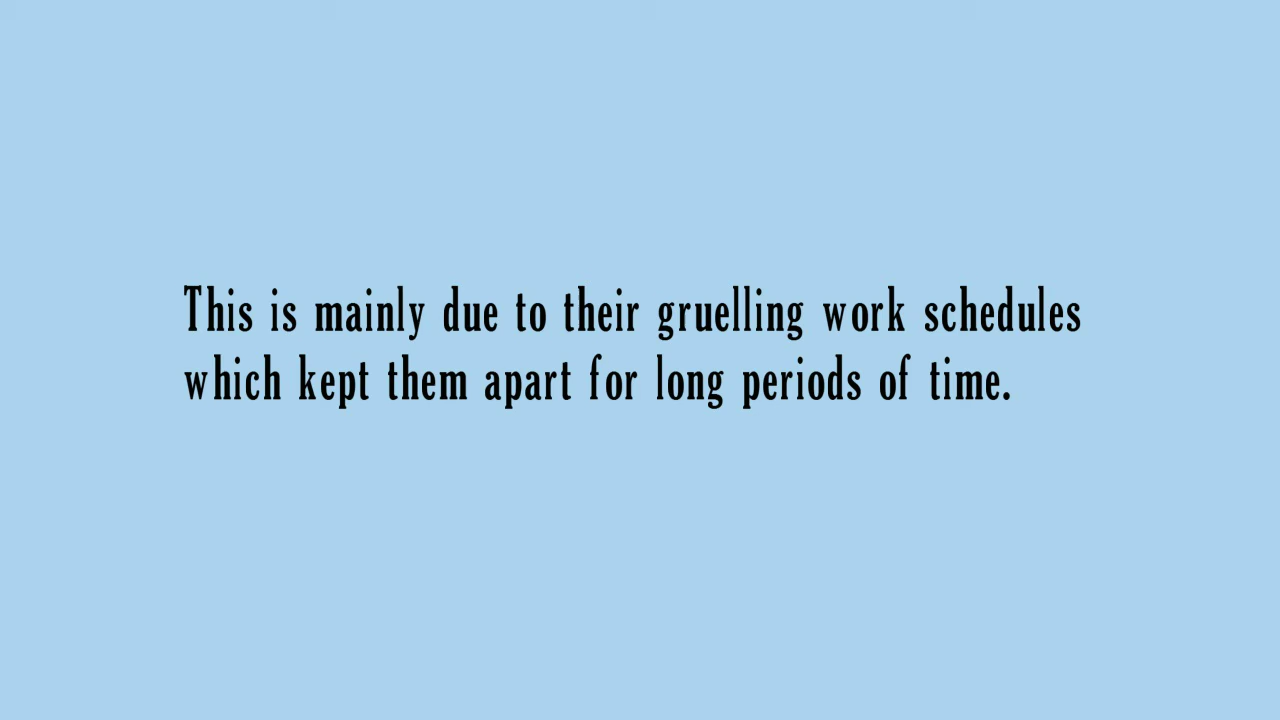 This is mainly due to their gruelling work schedules
which kept them apart for long periods of time.